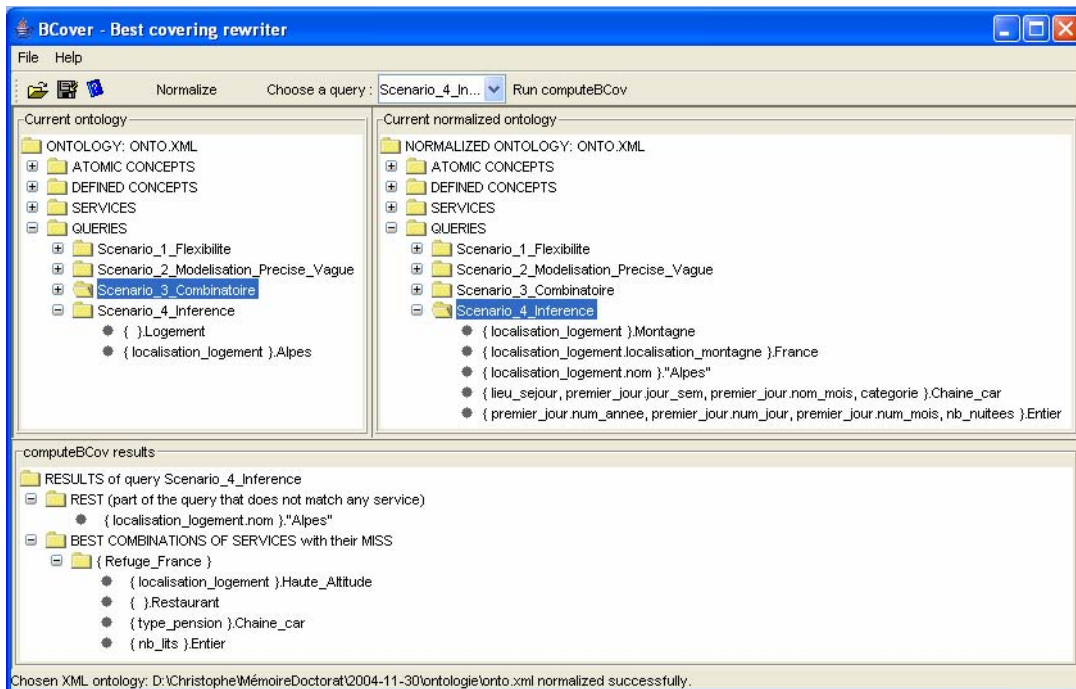 BCover - Best covering rewriter
File Help
Normalize Choose a query : Scenario_4_In... Run computeBCov
Current ontology
ONTOLOGY: ONTO.XML
ATOMIC CONCEPTS
DEFINED CONCEPTS
SERVICES
QUERIES
Scenario_1_Flexibilite
Scenario_2_Modelisation_Precise_Vague
Scenario_3_Combinatoire
Scenario_4_Inference
{ }.Logement
{ localisation_logement }.Alpes
Current normalized ontology
NORMALIZED ONTOLOGY: ONTO.XML
ATOMIC CONCEPTS
DEFINED CONCEPTS
SERVICES
QUERIES
Scenario_1_Flexibilite
Scenario_2_Modelisation_Precise_Vague
Scenario_3_Combinatoire
Scenario_4_Inference
{ localisation_logement }.Montagne
{ localisation_logement.localisation_montagne }.France
{ localisation_logement.nom }."Alpes"
{ lieu_sejour, premier_jour.jour_sem, premier_jour.nom_mois, categorie }.Chaine_car
{ premier_jour.num_annee, premier_jour.num_jour, premier_jour.num_mois, nb_nuitees }.Entier
computeBCov results
RESULTS of query Scenario_4_Inference
REST (part of the query that does not match any service)
{ localisation_logement.nom }."Alpes"
BEST COMBINATIONS OF SERVICES with their MISS
{ Refuge_France }
{ localisation_logement }.Haute_Altitude
{ }.Restaurant
{ type_pension }.Chaine_car
{ nb_lits }.Entier
Chosen XML ontology: D:\Christophe\MémoireDoctorat\2004-11-30\ontologie\onto.xml normalized successfully.